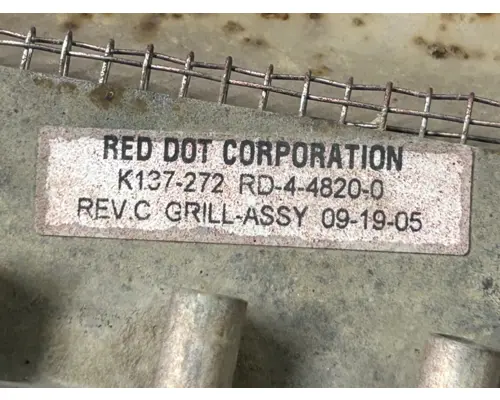 RED DOT CORPORATION
K137-272 RD-4-4820-0
REV.C GRILL-ASSY 09-19-05